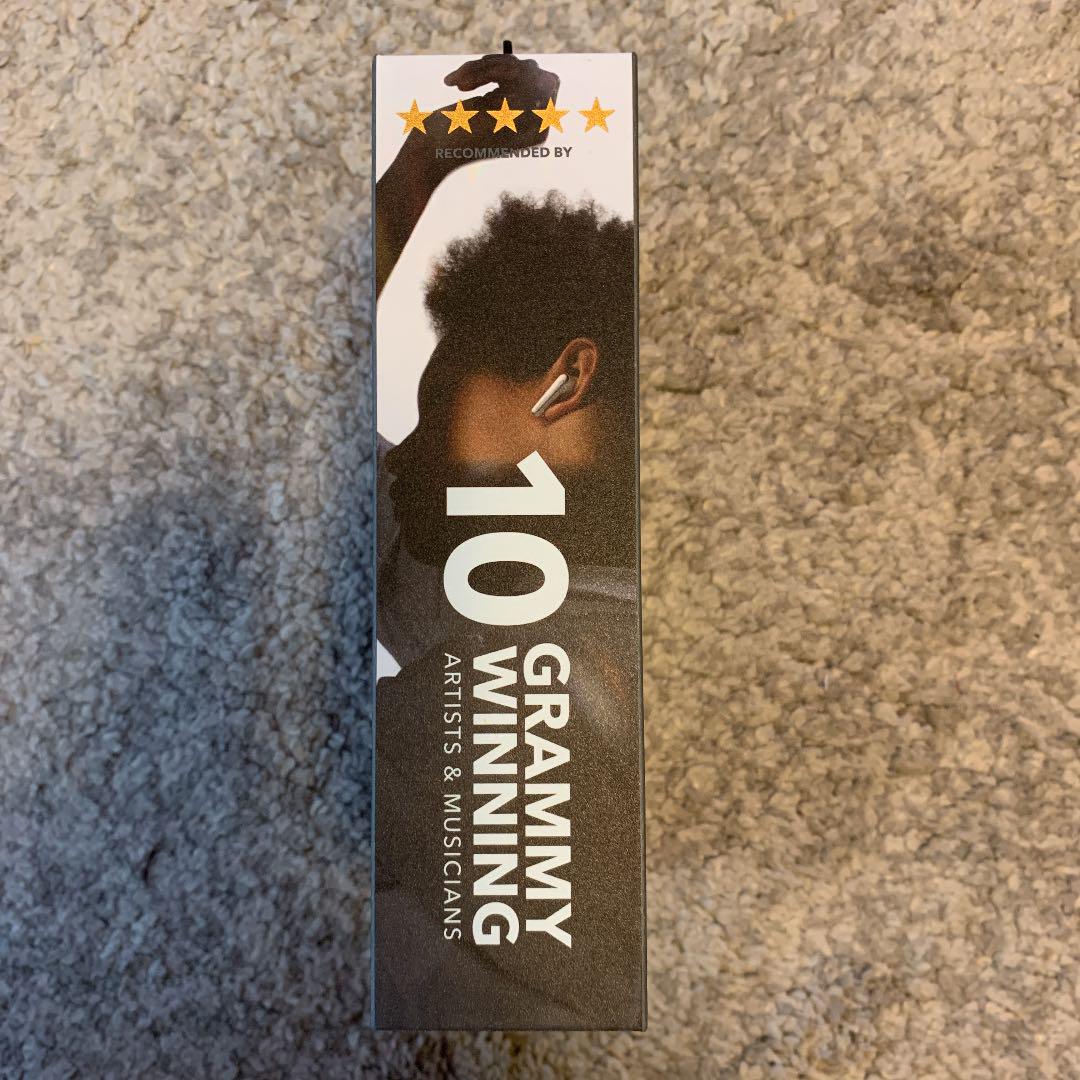 RECOMMENDED BY
10
GRAMMY
WINNING
ARTISTS & MUSICIANS